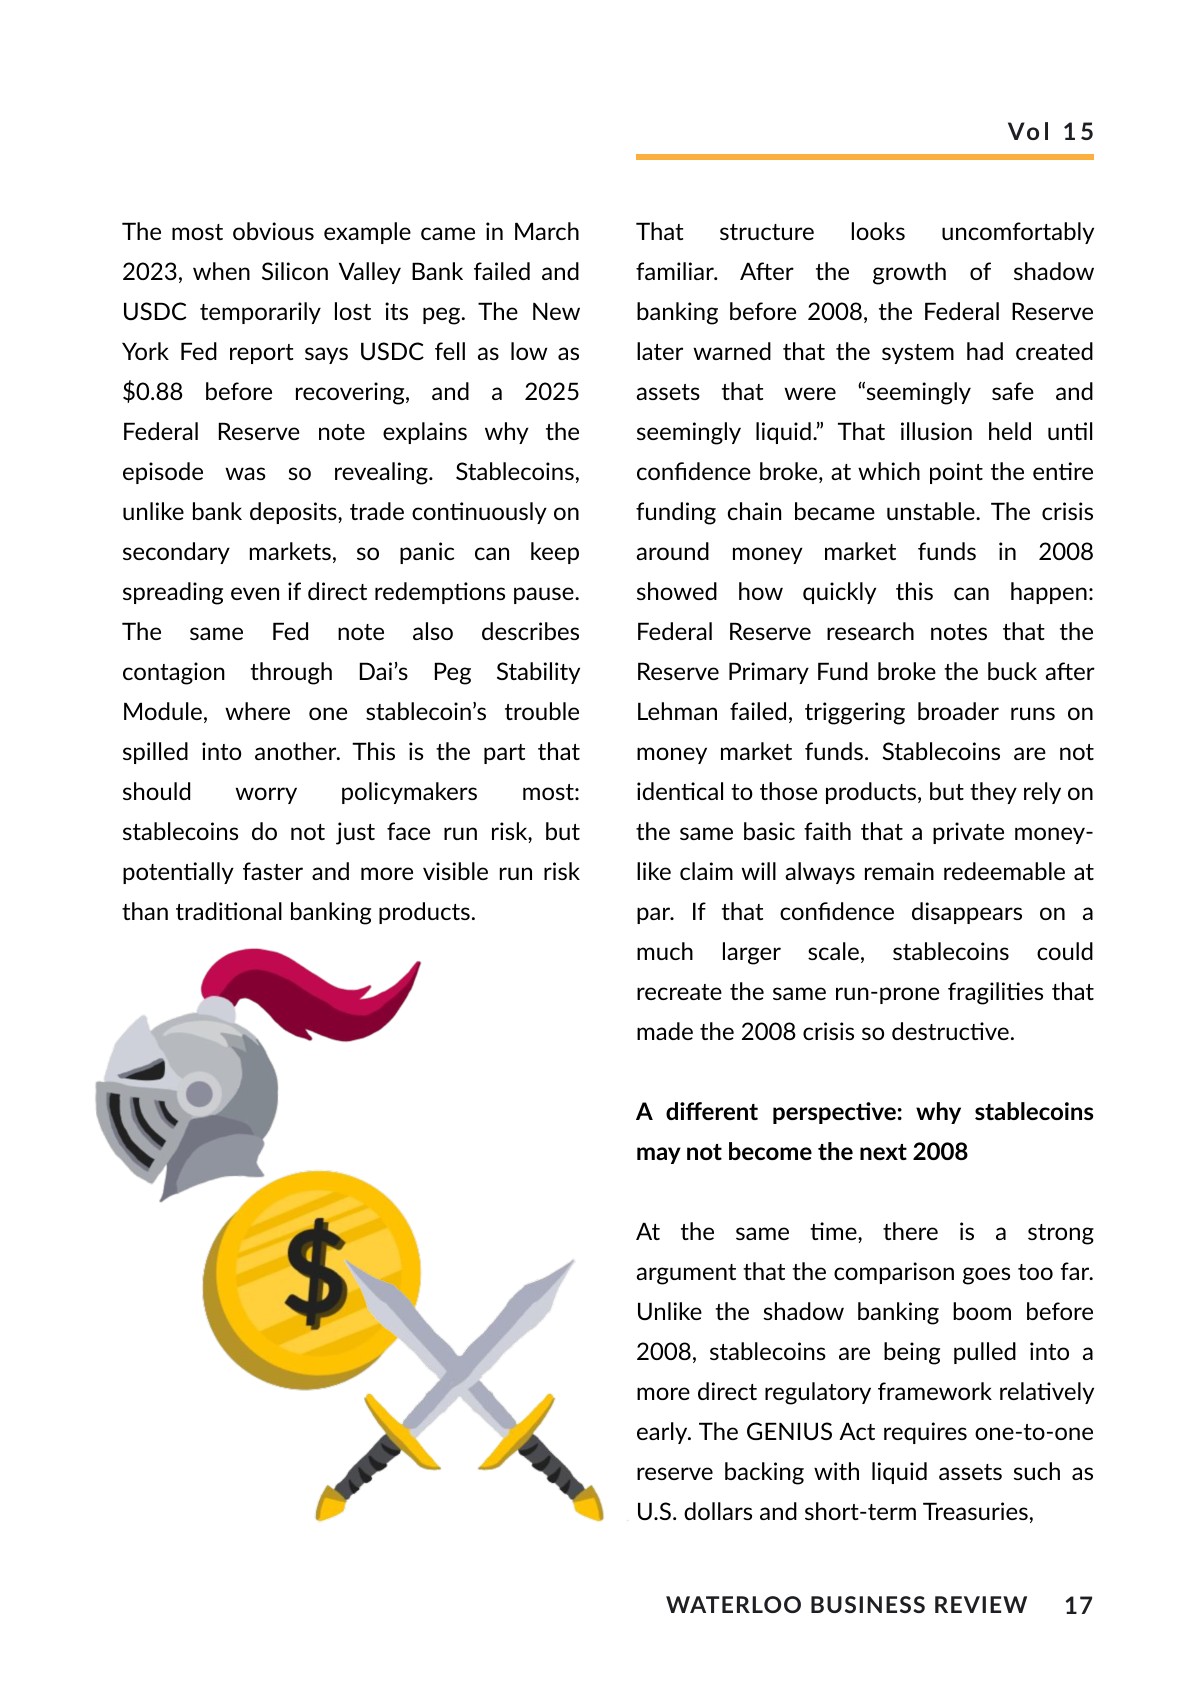 Vol 15
The most obvious example came in March
2023, when Silicon Valley Bank failed and
USDC temporarily lost its peg. The New
York Fed report says USDC fell as low as
$0.88 before recovering, and a 2025
Federal Reserve note explains why the
episode was so revealing. Stablecoins,
unlike bank deposits, trade continuously on
secondary markets, so panic can keep
spreading even if direct redemptions pause.
The same Fed note also describes
contagion through Dai’s Peg Stability
Module, where one stablecoin’s trouble
spilled into another. This is the part that
should worry policymakers most:
stablecoins do not just face run risk, but
potentially faster and more visible run risk
than traditional banking products.
$
That structure looks uncomfortably
familiar. After the growth of shadow
banking before 2008, the Federal Reserve
later warned that the system had created
assets that were “seemingly safe and
seemingly liquid.” That illusion held until
confidence broke, at which point the entire
funding chain became unstable. The crisis
around money market funds in 2008
showed how quickly this can happen:
Federal Reserve research notes that the
Reserve Primary Fund broke the buck after
Lehman failed, triggering broader runs on
money market funds. Stablecoins are not
identical to those products, but they rely on
the same basic faith that a private money-
like claim will always remain redeemable at
par. If that confidence disappears on a
much larger scale, stablecoins could
recreate the same run-prone fragilities that
made the 2008 crisis so destructive.
A different perspective: why stablecoins
may not become the next 2008
At the same time, there is a strong
argument that the comparison goes too far.
Unlike the shadow banking boom before
2008, stablecoins are being pulled into a
more direct regulatory framework relatively
early. The GENIUS Act requires one-to-one
reserve backing with liquid assets such as
U.S. dollars and short-term Treasuries,
WATERLOO BUSINESS REVIEW 17